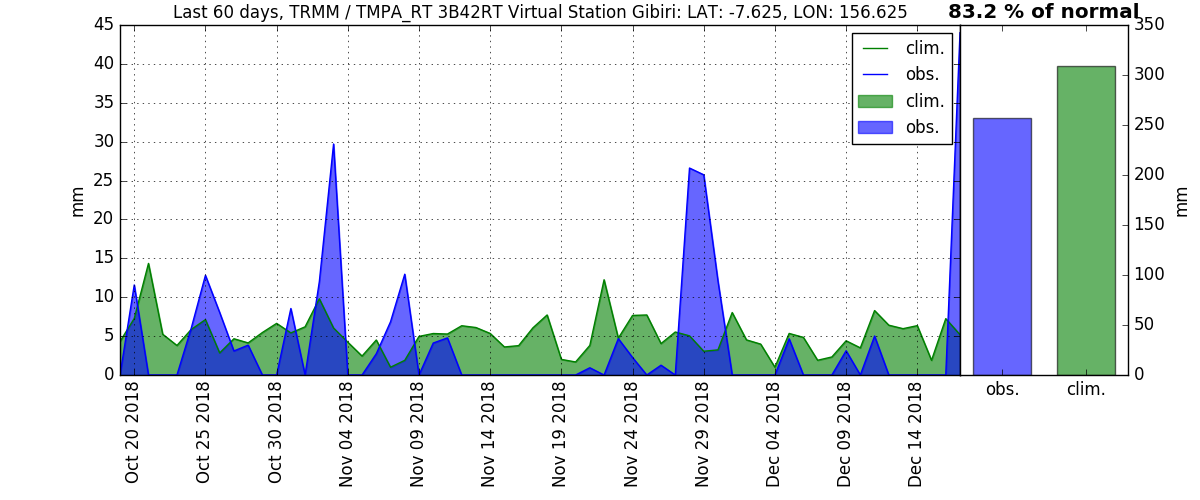 Last 60 days, TRMM / TMPA_RT 3B42RT Virtual Station Gibiri: LAT: -7.625, LON: 156.625
83.2 % of normal
45
40
35
30
25
20
15
10
5
0
mm
clim.
obs.
clim.
obs.
350
300
250
200
150
100
50
0
mm
obs.
clim.
Oct 20 2018
Oct 25 2018
Oct 30 2018
Nov 04 2018
Nov 09 2018
Nov 14 2018
Nov 19 2018
Nov 24 2018
Nov 29 2018
Dec 04 2018
Dec 09 2018
Dec 14 2018